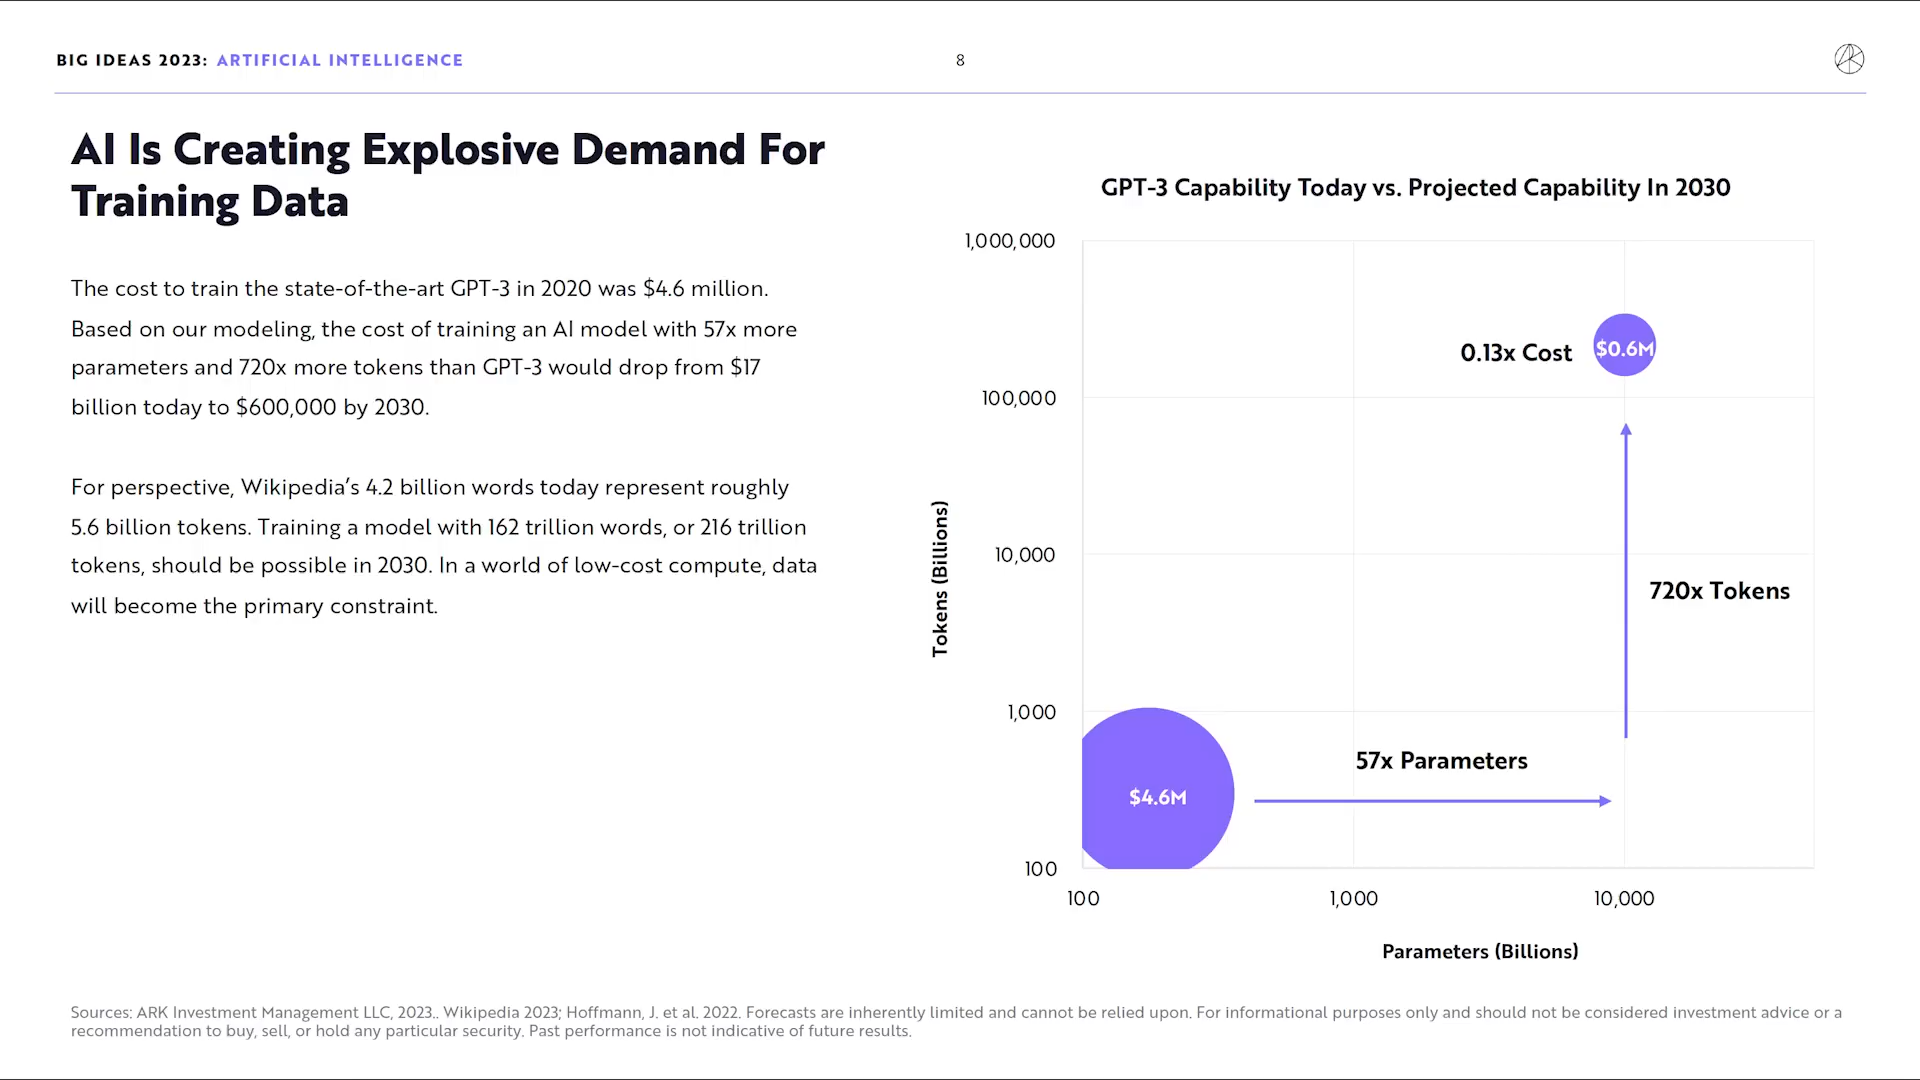 BIG IDEAS 2023: ARTIFICIAL INTELLIGENCE
8
AI Is Creating Explosive Demand For
Training Data
The cost to train the state-of-the-art GPT-3 in 2020 was $4.6 million.
Based on our modeling, the cost of training an AI model with 57x more
parameters and 720x more tokens than GPT-3 would drop from $17
billion today to $600,000 by 2030.
For perspective, Wikipedia’s 4.2 billion words today represent roughly
5.6 billion tokens. Training a model with 162 trillion words, or 216 trillion
tokens, should be possible in 2030. In a world of low-cost compute, data
will become the primary constraint.
GPT-3 Capability Today vs. Projected Capability In 2030
1,000,000
0.13x Cost
$0.6M
100,000
10,000
720x Tokens
Tokens (Billions)
1,000
57x Parameters
$4.6M
100
100
1,000
10,000
Parameters (Billions)
Sources: ARK Investment Management LLC, 2023.. Wikipedia 2023; Hoffmann, J. et al. 2022. Forecasts are inherently limited and cannot be relied upon. For informational purposes only and should not be considered investment advice or a
recommendation to buy, sell, or hold any particular security. Past performance is not indicative of future results.